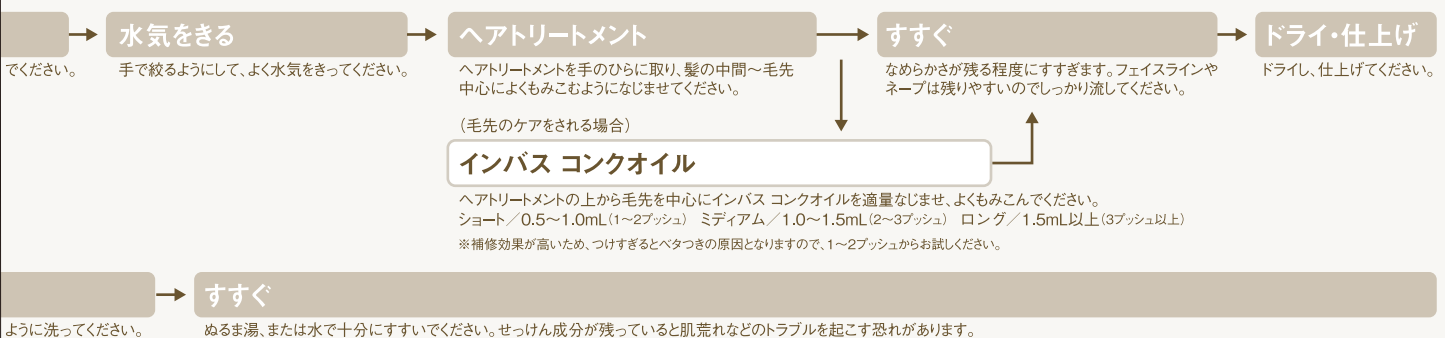 水気をきる
ヘアトリートメント
すすぐ
ドライ・仕上げ
でください。
手で絞るようにして、よく水気をきってください。
ヘアトリートメントを手のひらに取り、髪の中間〜毛先
中心によくもみこむようになじませてください。
なめらかさが残る程度にすすぎます。フェイスラインや
ネープは残りやすいのでしっかり流してください。
ドライし、仕上げてください。
（毛先のケアをされる場合）
インバス コンクオイル
ヘアトリートメントの上から毛先を中心にインバス コンクオイルを適量なじませ、よくもみこんでください。
ショート／0.5〜1.0mL（1〜2プッシュ） ミディアム／1.0〜1.5mL（2〜3プッシュ） ロング／1.5mL以上（3プッシュ以上）
※補修効果が高いため、つけすぎるとベタつきの原因となりますので、1〜2プッシュからお試しください。
すすぐ
ように洗ってください。
ぬるま湯、または水で十分にすすいでください。せっけん成分が残っていると肌荒れなどのトラブルを起こす恐れがあります。